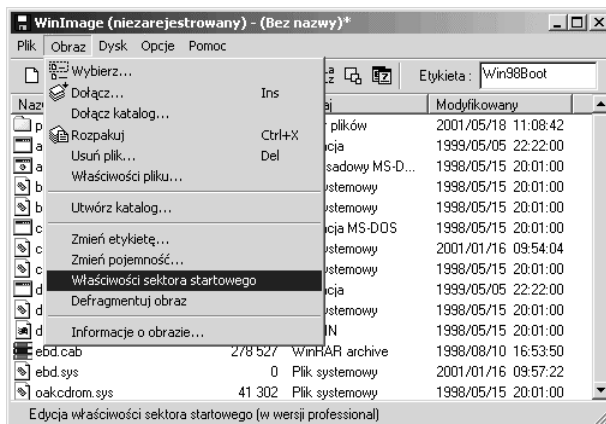 WinImage (niezarejestrowany) - (Bez nazwy)*
Plik Obraz Dysk Opcje Pomoc
Wybierz...
Etykieta : Win98Boot
Dołącz... Ins
Modyfikowany
Dołącz katalog...
plików 2001/05/18 11:08:42
Rozpakuj Ctrl+X
1999/05/05 22:22:00
Usuń plik... Del
sadowy MS-D... 1998/05/15 20:01:00
Właściwości pliku...
ystemowy 1998/05/15 20:01:00
Utwórz katalog...
ystemowy 1998/05/15 20:01:00
cja MS-DOS 1998/05/15 20:01:00
Zmień etykietę...
ystemowy 2001/01/16 09:54:04
Zmień pojemność...
ystemowy 1998/05/15 20:01:00
Właściwości sektora startowego
cja 1999/05/05 22:22:00
Defragmentuj obraz
ystemowy 1998/05/15 20:01:00
Informacje o obrazie...
IN 1998/05/15 20:01:00
ebd.cab 278 527 WinRAR archive 1998/08/10 16:53:50
ebd.sys 0 Plik systemowy 2001/01/16 09:57:22
oakcdrom.sys 41 302 Plik systemowy 1998/05/15 20:01:00
Edycja właściwości sektora startowego (w wersji professional)